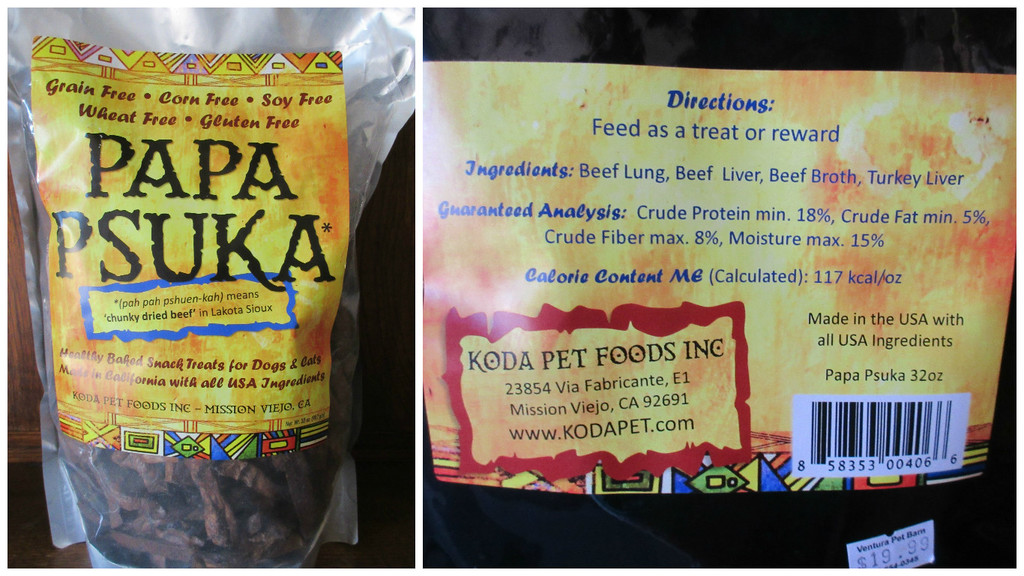 Grain Free • Corn Free • Soy Free
Wheat Free • Gluten Free
PAPA
PSUKA*
*(pah pah pshuen-kah) means
'chunky dried beef' in Lakota Sioux
Healthy Baked Snack Treats for Dogs & Cats
Made in California with all USA Ingredients
KODA PET FOODS INC – MISSION VIEJO, CA
Directions:
Feed as a treat or reward
Ingredients: Beef Lung, Beef Liver, Beef Broth, Turkey Liver
Guaranteed Analysis: Crude Protein min. 18%, Crude Fat min. 5%,
Crude Fiber max. 8%, Moisture max. 15%
Calorie Content ME (Calculated): 117 kcal/oz
KODA PET FOODS INC
23854 Via Fabricante, E1
Mission Viejo, CA 92691
www.KODAPET.com
Made in the USA with
all USA Ingredients
Papa Psuka 32oz
8 58353 00406 6
Ventura Pet Barn
$19.99